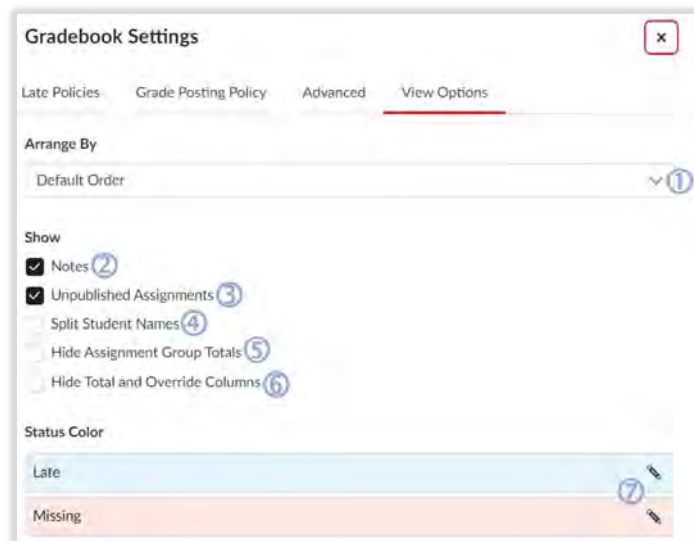 Gradebook Settings ×
Late Policies Grade Posting Policy Advanced View Options
Arrange By
Default Order ①
Show
Notes ②
Unpublished Assignments ③
Split Student Names ④
Hide Assignment Group Totals ⑤
Hide Total and Override Columns ⑥
Status Color
Late
⑦
Missing